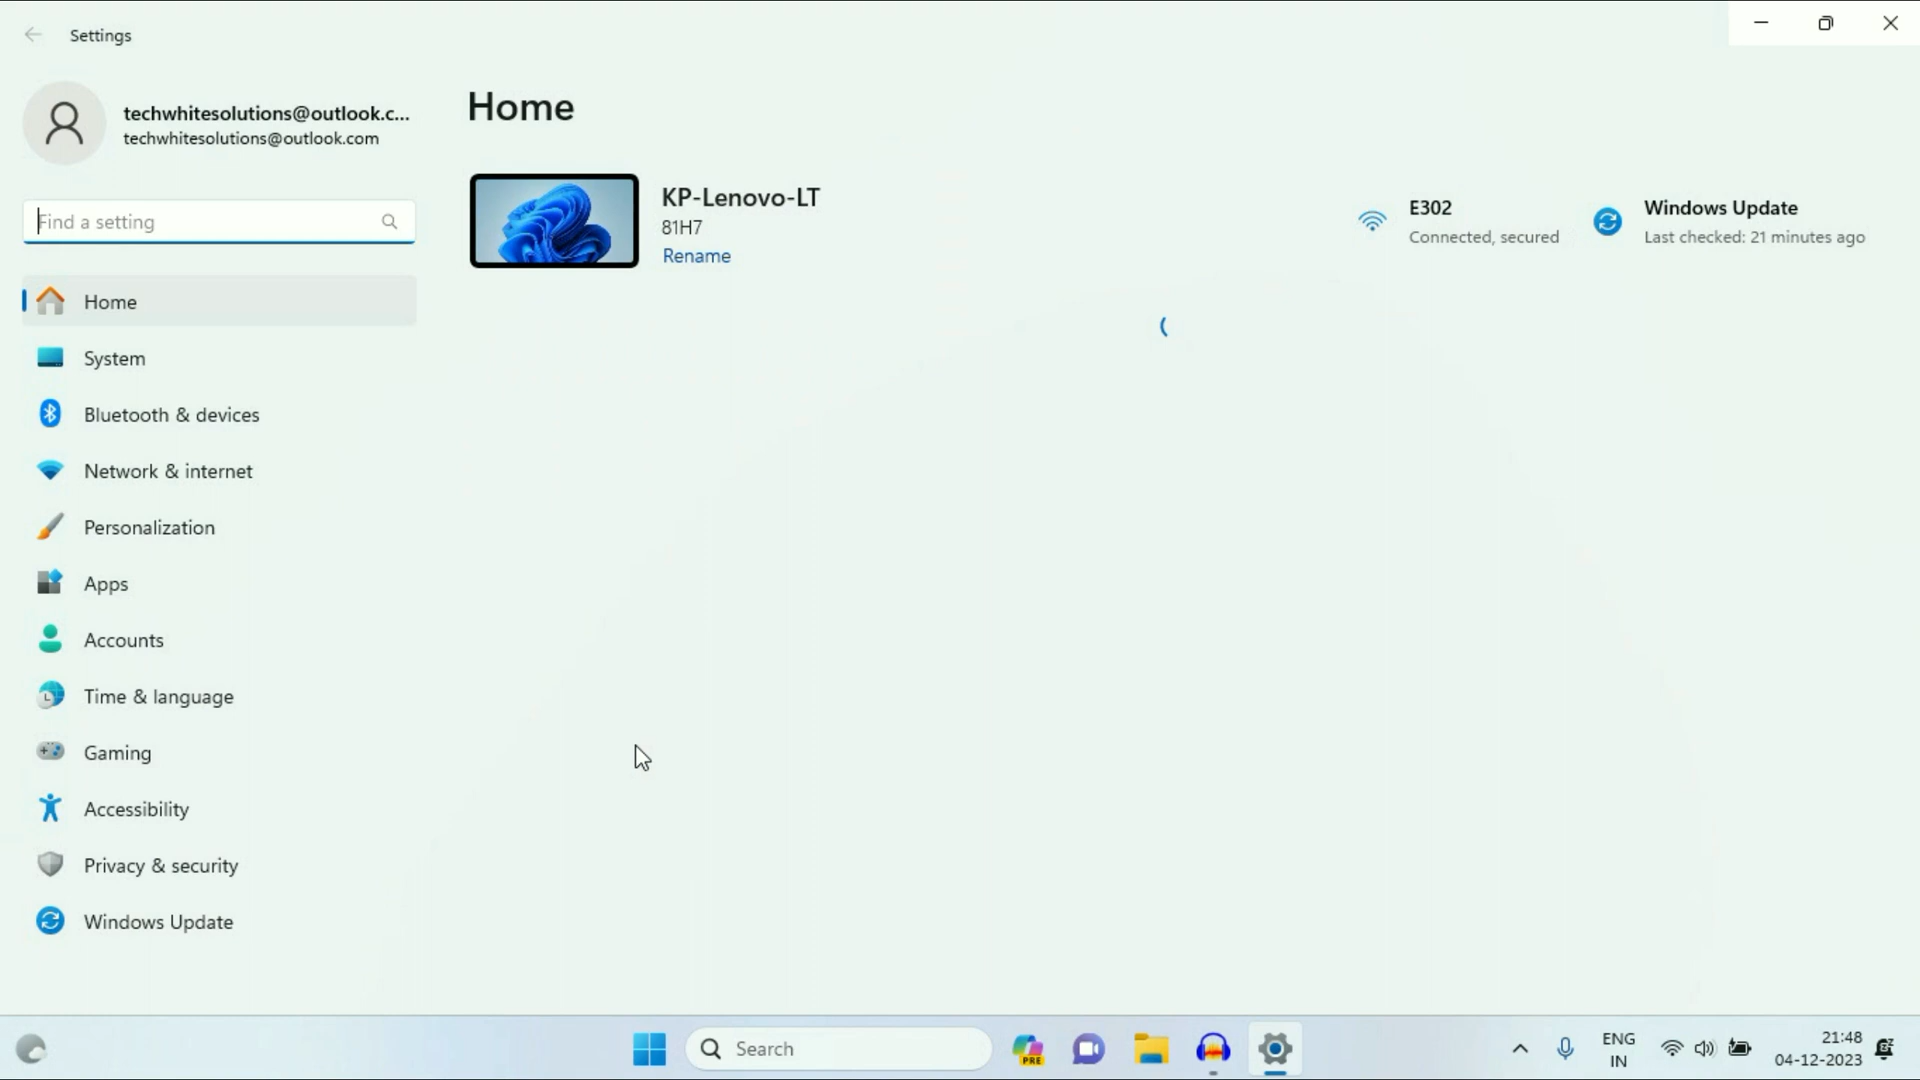 Settings
techwhitesolutions@outlook.c...
techwhitesolutions@outlook.com
Find a setting
Home
System
Bluetooth & devices
Network & internet
Personalization
Apps
Accounts
Time & language
Gaming
Accessibility
Privacy & security
Windows Update
Home
KP-Lenovo-LT
81H7
Rename
E302
Connected, secured
Windows Update
Last checked: 21 minutes ago
Search
PRE
ENG
IN
21:48
04-12-2023